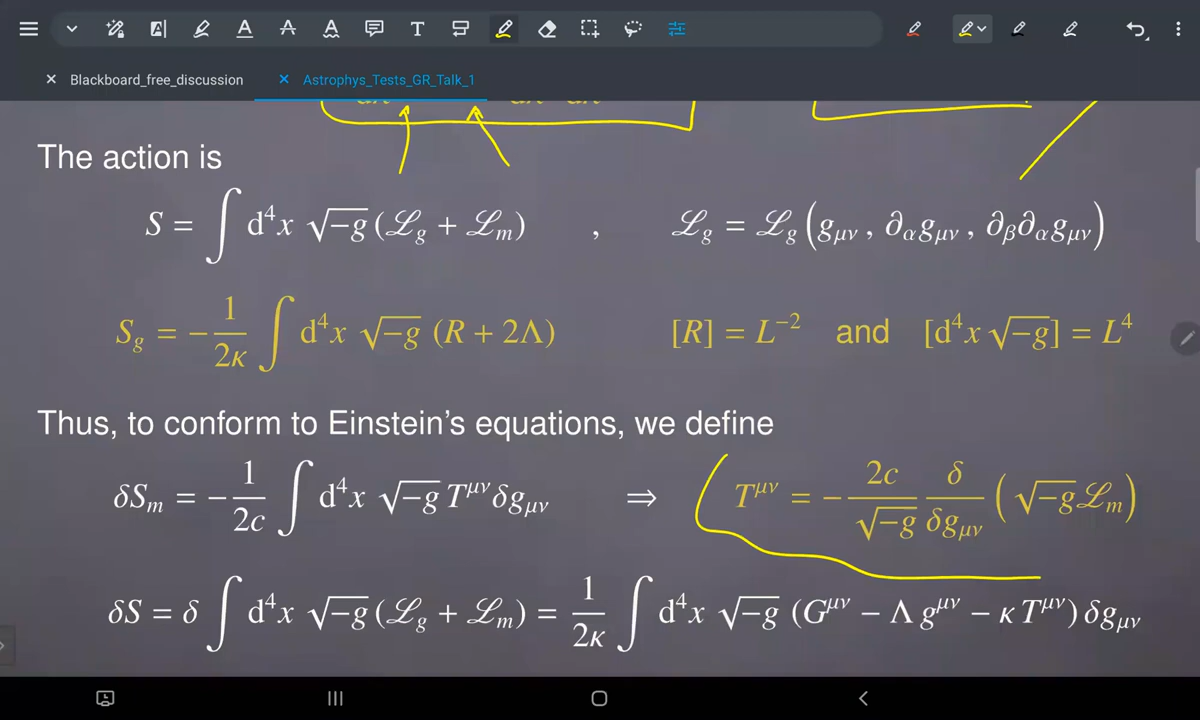 Blackboard_free_discussion Astrophys_Tests_GR_Talk_1
The action is
S = ∫ d⁴x √−g (ℒ_g + ℒ_m) , ℒ_g = ℒ_g (g_μν , ∂_α g_μν , ∂_β ∂_α g_μν)
S_g = − 1/2κ ∫ d⁴x √−g (R + 2Λ) [R] = L⁻² and [d⁴x √−g] = L⁴
Thus, to conform to Einstein's equations, we define
δS_m = − 1/2c ∫ d⁴x √−g T^μν δg_μν ⇒ T^μν = − 2c/√−g δ/δg_μν (√−g ℒ_m)
δS = δ ∫ d⁴x √−g (ℒ_g + ℒ_m) = 1/2κ ∫ d⁴x √−g (G^μν − Λ g^μν − κ T^μν) δg_μν